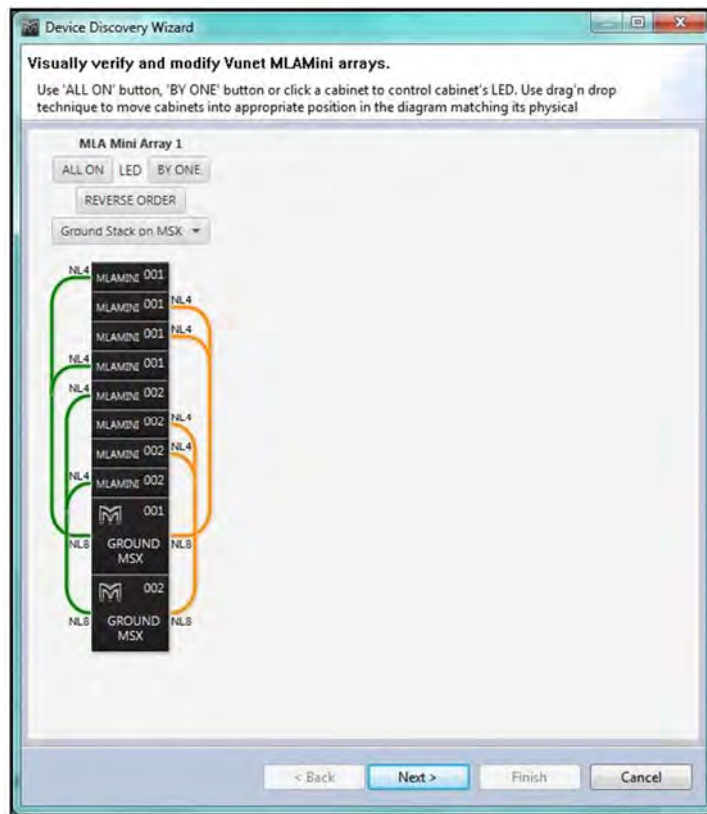 Device Discovery Wizard
Visually verify and modify Vunet MLAMini arrays.
Use 'ALL ON' button, 'BY ONE' button or click a cabinet to control cabinet's LED. Use drag'n drop
technique to move cabinets into appropriate position in the diagram matching its physical
MLA Mini Array 1
ALL ON LED BY ONE
REVERSE ORDER
Ground Stack on MSX
NL4 MLAMINI 001
MLAMINI 001 NL4
MLAMINI 001 NL4
NL4 MLAMINI 001
NL4 MLAMINI 002
MLAMINI 002 NL4
MLAMINI 002 NL4
NL4 MLAMINI 002
001
NL8 GROUND NL8
MSX
002
NL8 GROUND NL8
MSX
< Back Next > Finish Cancel